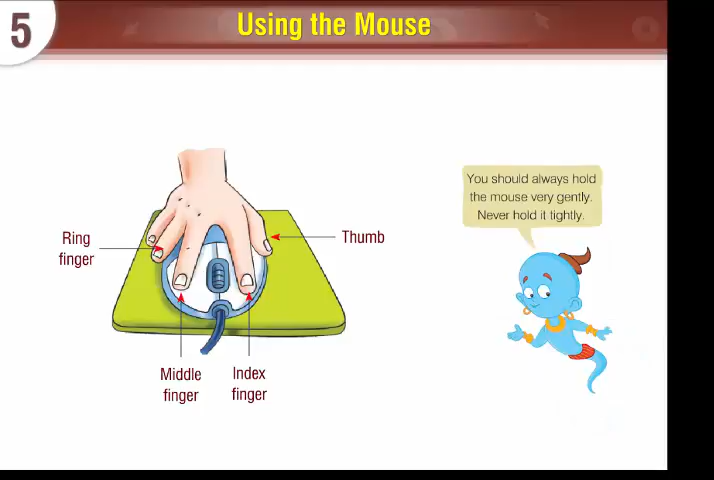 5
Using the Mouse
You should always hold
the mouse very gently.
Never hold it tightly.
Ring
finger
Thumb
Middle
finger
Index
finger